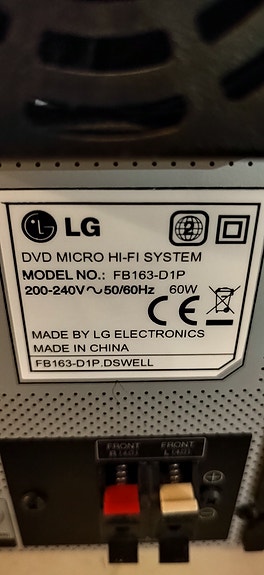 LG
2
DVD MICRO HI-FI SYSTEM
MODEL NO.: FB163-D1P
200-240V ~ 50/60Hz 60W
CE
MADE BY LG ELECTRONICS
MADE IN CHINA
FB163-D1P.DSWELL
FRONT FRONT